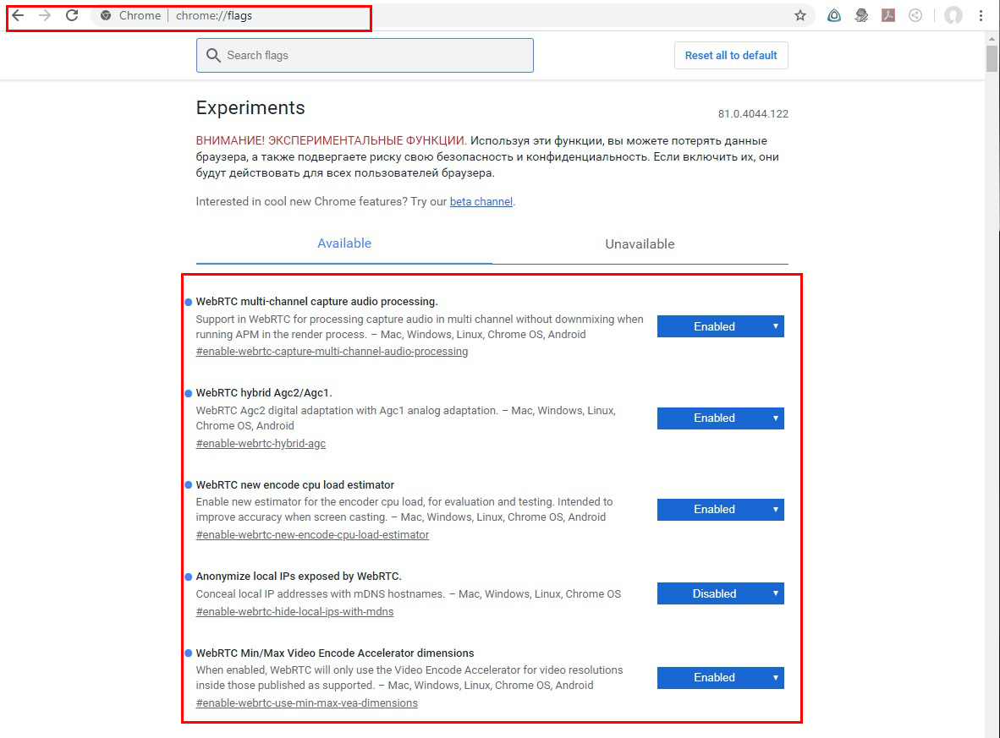 Chrome | chrome://flags
Search flags
Reset all to default
Experiments
81.0.4044.122
ВНИМАНИЕ! ЭКСПЕРИМЕНТАЛЬНЫЕ ФУНКЦИИ. Используя эти функции, вы можете потерять данные
браузера, а также подвергаете риску свою безопасность и конфиденциальность. Если включить их, они
будут действовать для всех пользователей браузера.
Interested in cool new Chrome features? Try our beta channel.
Available
Unavailable
WebRTC multi-channel capture audio processing.
Support in WebRTC for processing capture audio in multi channel without downmixing when
running APM in the render process. – Mac, Windows, Linux, Chrome OS, Android
#enable-webrtc-capture-multi-channel-audio-processing
Enabled
WebRTC hybrid Agc2/Agc1.
WebRTC Agc2 digital adaptation with Agc1 analog adaptation. – Mac, Windows, Linux,
Chrome OS, Android
#enable-webrtc-hybrid-agc
Enabled
WebRTC new encode cpu load estimator
Enable new estimator for the encoder cpu load, for evaluation and testing. Intended to
improve accuracy when screen casting. – Mac, Windows, Linux, Chrome OS, Android
#enable-webrtc-new-encode-cpu-load-estimator
Enabled
Anonymize local IPs exposed by WebRTC.
Conceal local IP addresses with mDNS hostnames. – Mac, Windows, Linux, Chrome OS
#enable-webrtc-hide-local-ips-with-mdns
Disabled
WebRTC Min/Max Video Encode Accelerator dimensions
When enabled, WebRTC will only use the Video Encode Accelerator for video resolutions
inside those published as supported. – Mac, Windows, Linux, Chrome OS, Android
#enable-webrtc-use-min-max-vea-dimensions
Enabled